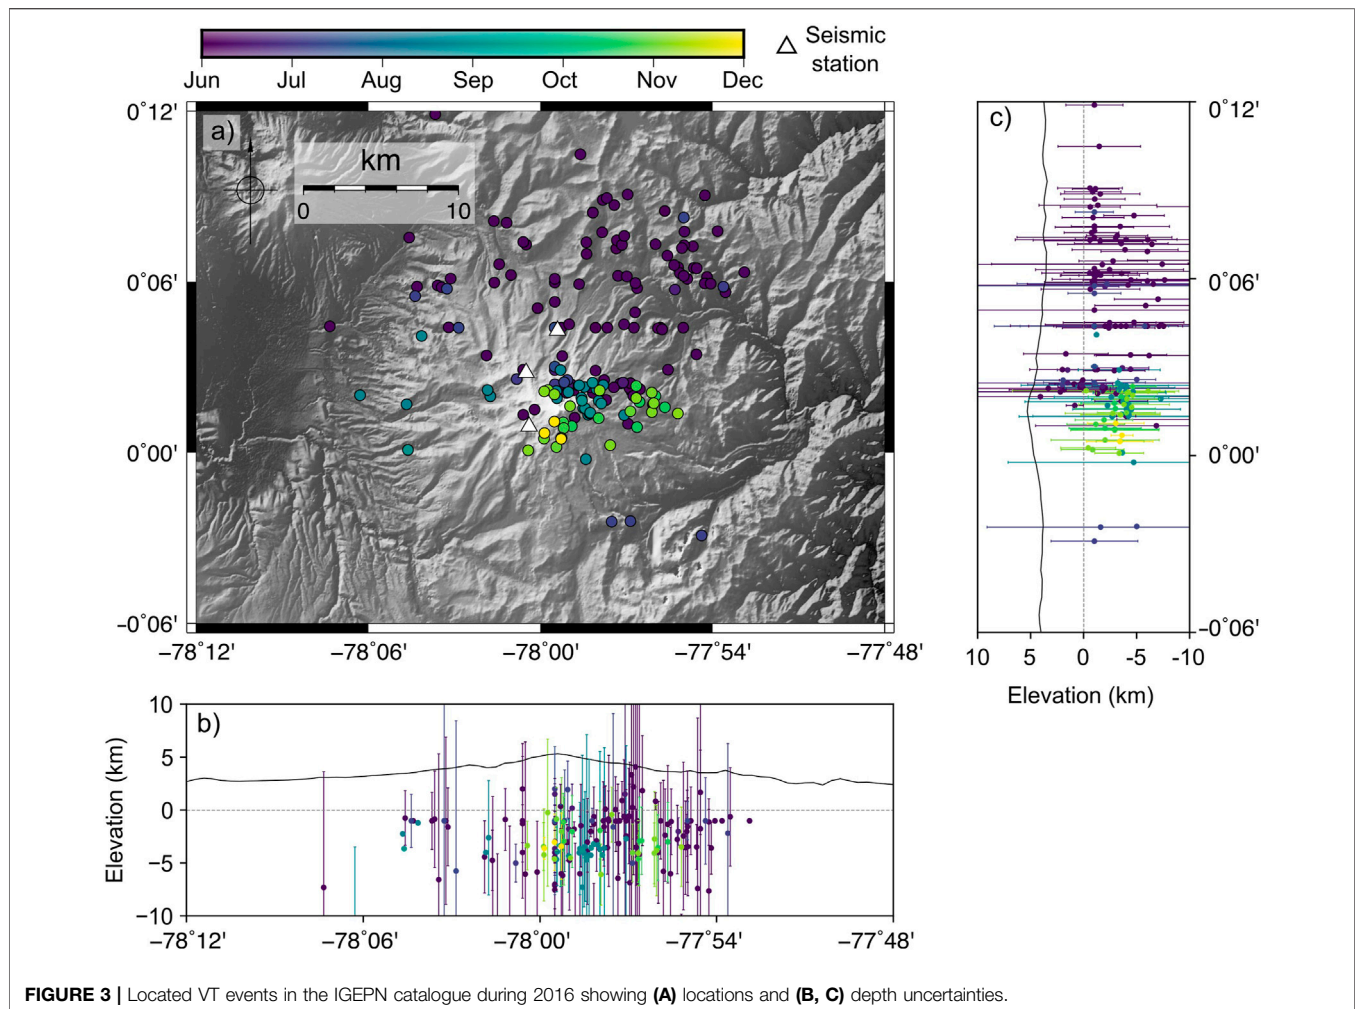 Jun Jul Aug Sep Oct Nov Dec
Seismic
station
a)
km
0 10
0˚12'
0˚06'
0˚00'
−0˚06'
−78˚12' −78˚06' −78˚00' −77˚54' −77˚48'
c)
0˚12'
0˚06'
0˚00'
−0˚06'
10 5 0 -5 -10
Elevation (km)
b)
Elevation (km)
10
5
0
−5
−10
−78˚12' −78˚06' −78˚00' −77˚54' −77˚48'
FIGURE 3 | Located VT events in the IGEPN catalogue during 2016 showing (A) locations and (B, C) depth uncertainties.